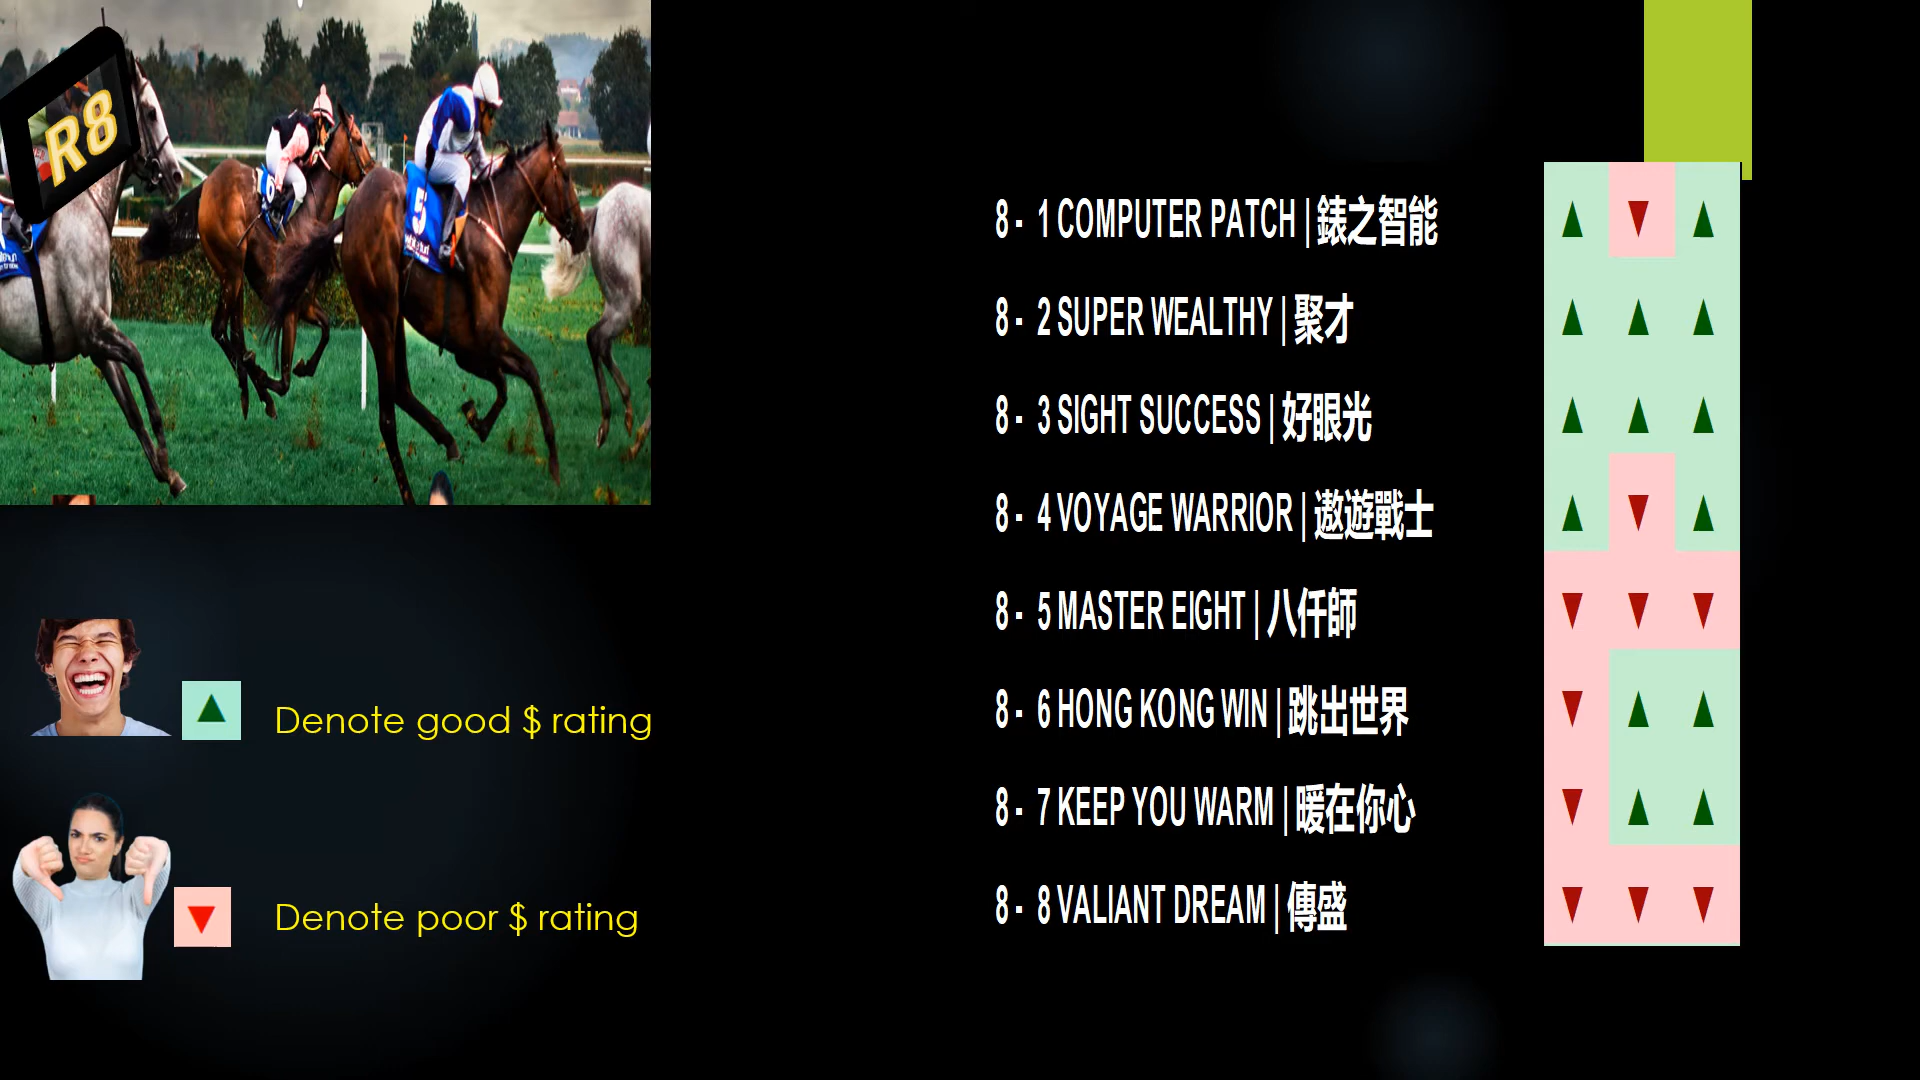 R8
6
5
8 - 1 COMPUTER PATCH | 錶之智能
8 - 2 SUPER WEALTHY | 聚才
8 - 3 SIGHT SUCCESS | 好眼光
8 - 4 VOYAGE WARRIOR | 遨遊戰士
8 - 5 MASTER EIGHT | 八仟師
8 - 6 HONG KONG WIN | 跳出世界
8 - 7 KEEP YOU WARM | 暖在你心
8 - 8 VALIANT DREAM | 傳盛
▲ Denote good $ rating
▼ Denote poor $ rating